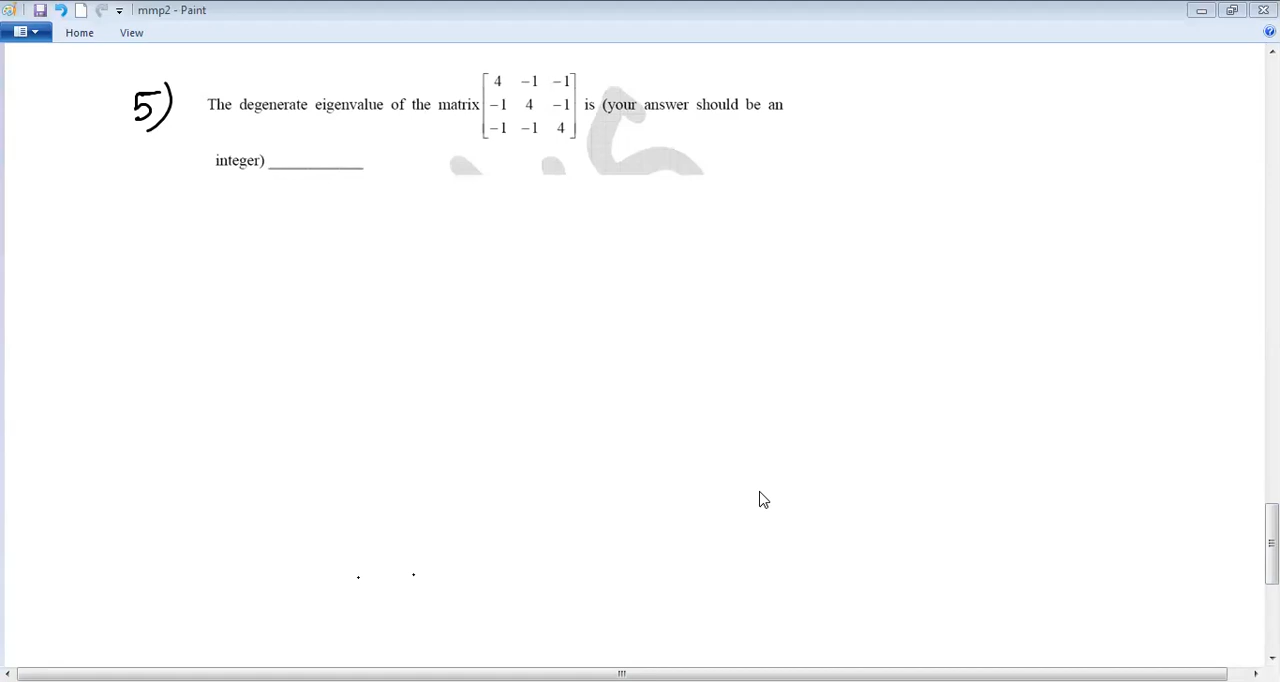 mmp2 - Paint
Home View
5) The degenerate eigenvalue of the matrix [4 −1 −1; −1 4 −1; −1 −1 4] is (your answer should be an
integer) ____________